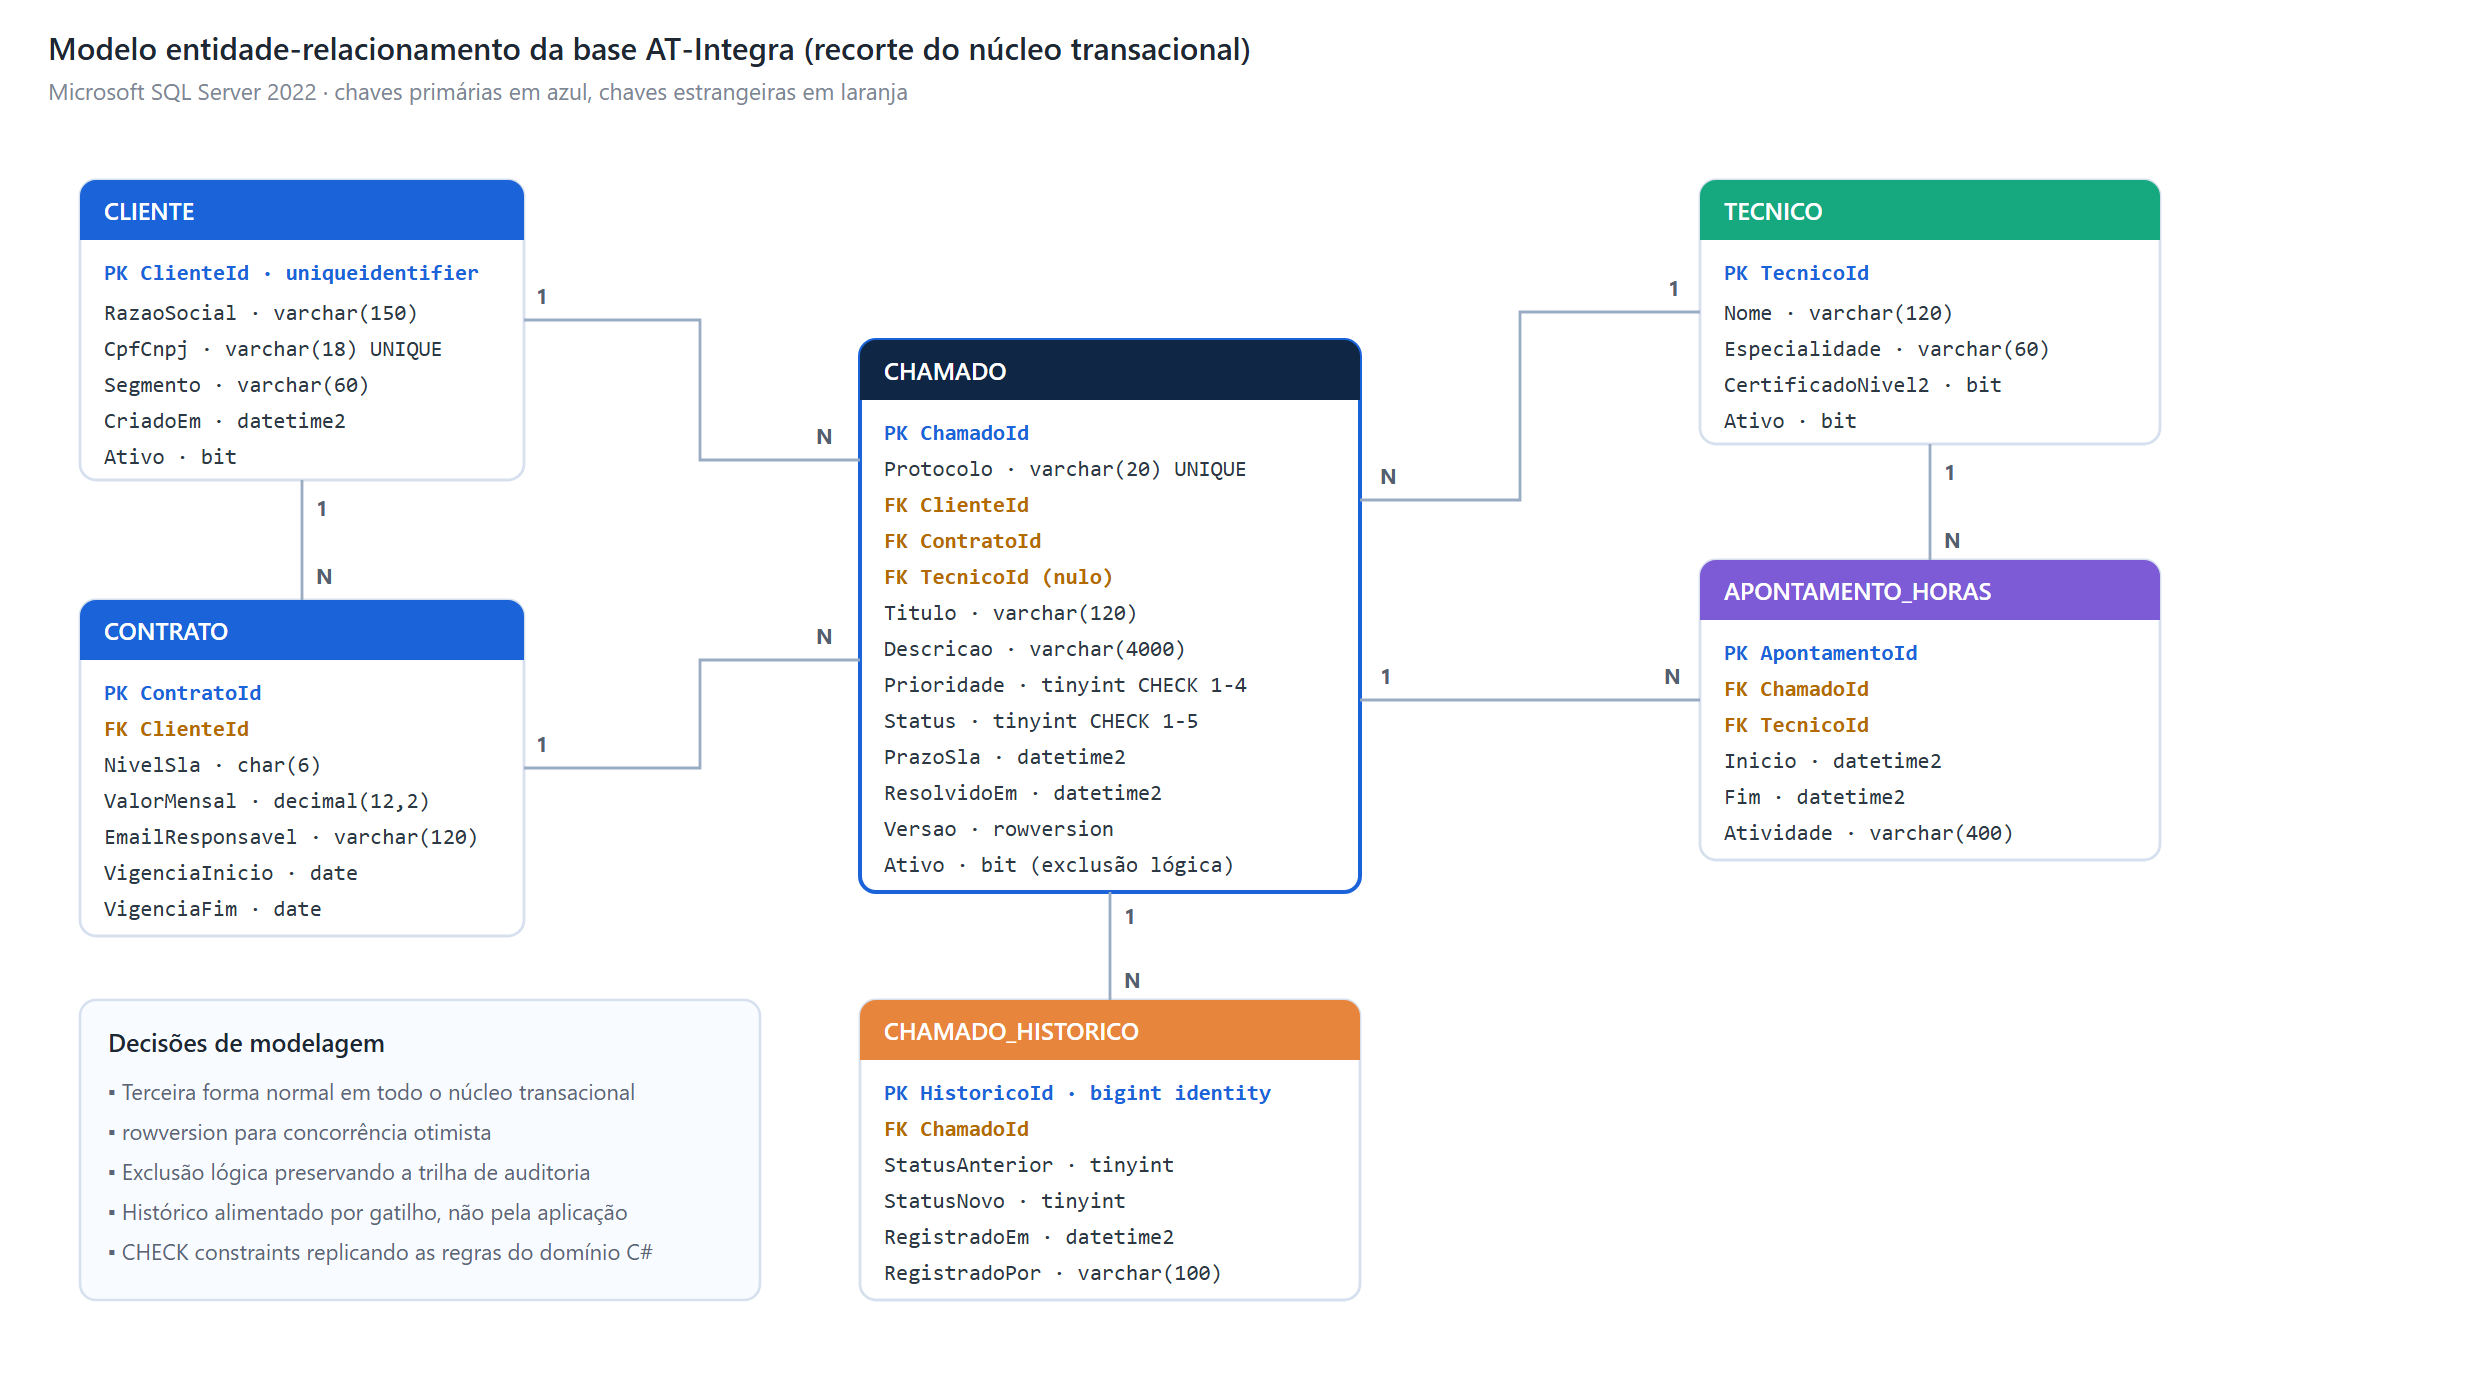 Modelo entidade-relacionamento da base AT-Integra (recorte do núcleo transacional)
Microsoft SQL Server 2022 · chaves primárias em azul, chaves estrangeiras em laranja
CLIENTE
PK ClienteId · uniqueidentifier
RazaoSocial · varchar(150)
CpfCnpj · varchar(18) UNIQUE
Segmento · varchar(60)
CriadoEm · datetime2
Ativo · bit
1
N
1
N
CONTRATO
PK ContratoId
FK ClienteId
NivelSla · char(6)
ValorMensal · decimal(12,2)
EmailResponsavel · varchar(120)
VigenciaInicio · date
VigenciaFim · date
1
N
CHAMADO
PK ChamadoId
Protocolo · varchar(20) UNIQUE
FK ClienteId
FK ContratoId
FK TecnicoId (nulo)
Titulo · varchar(120)
Descricao · varchar(4000)
Prioridade · tinyint CHECK 1-4
Status · tinyint CHECK 1-5
PrazoSla · datetime2
ResolvidoEm · datetime2
Versao · rowversion
Ativo · bit (exclusão lógica)
1
N
TECNICO
PK TecnicoId
Nome · varchar(120)
Especialidade · varchar(60)
CertificadoNivel2 · bit
Ativo · bit
1
N
1
N
APONTAMENTO_HORAS
PK ApontamentoId
FK ChamadoId
FK TecnicoId
Inicio · datetime2
Fim · datetime2
Atividade · varchar(400)
1
N
CHAMADO_HISTORICO
PK HistoricoId · bigint identity
FK ChamadoId
StatusAnterior · tinyint
StatusNovo · tinyint
RegistradoEm · datetime2
RegistradoPor · varchar(100)
Decisões de modelagem
▪ Terceira forma normal em todo o núcleo transacional
▪ rowversion para concorrência otimista
▪ Exclusão lógica preservando a trilha de auditoria
▪ Histórico alimentado por gatilho, não pela aplicação
▪ CHECK constraints replicando as regras do domínio C#